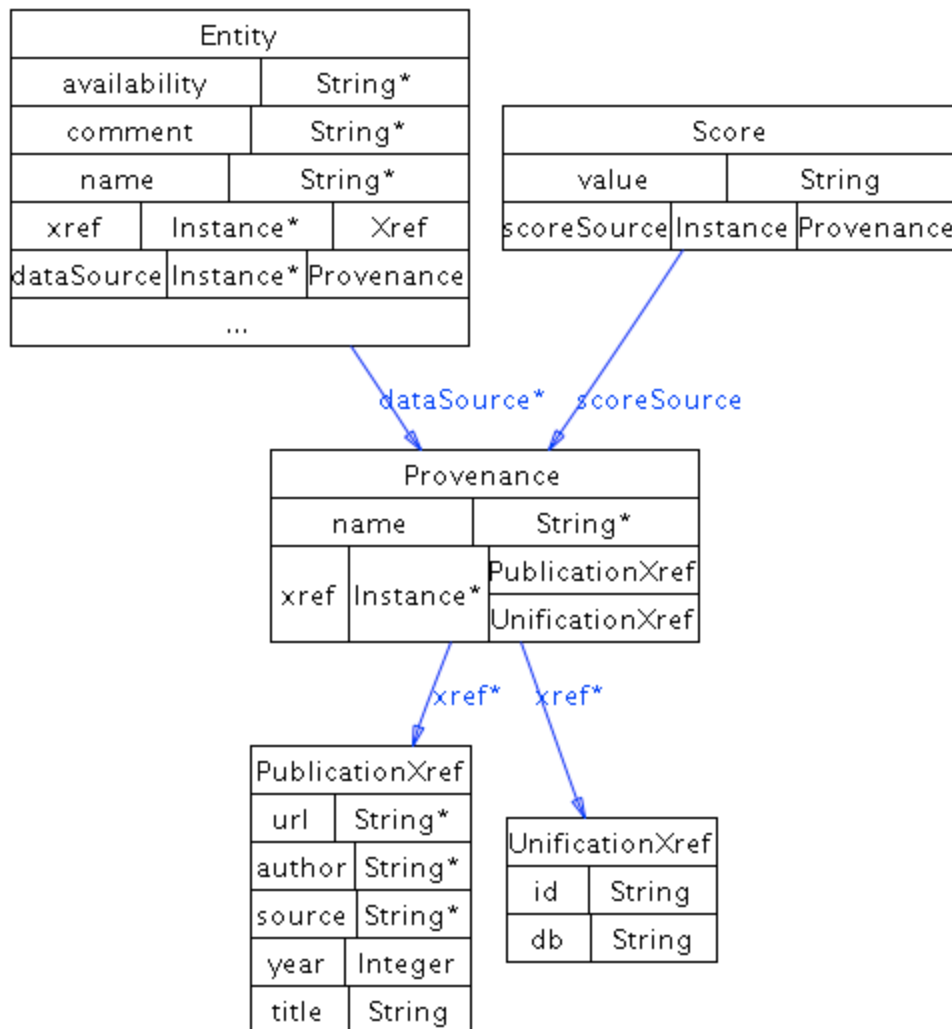 Entity
availability String*
comment String*
name String*
xref Instance* Xref
dataSource Instance* Provenance
...
Score
value String
scoreSource Instance Provenance
dataSource* scoreSource
Provenance
name String*
xref Instance* PublicationXref
UnificationXref
xref* xref*
PublicationXref
url String*
author String*
source String*
year Integer
title String
UnificationXref
id String
db String